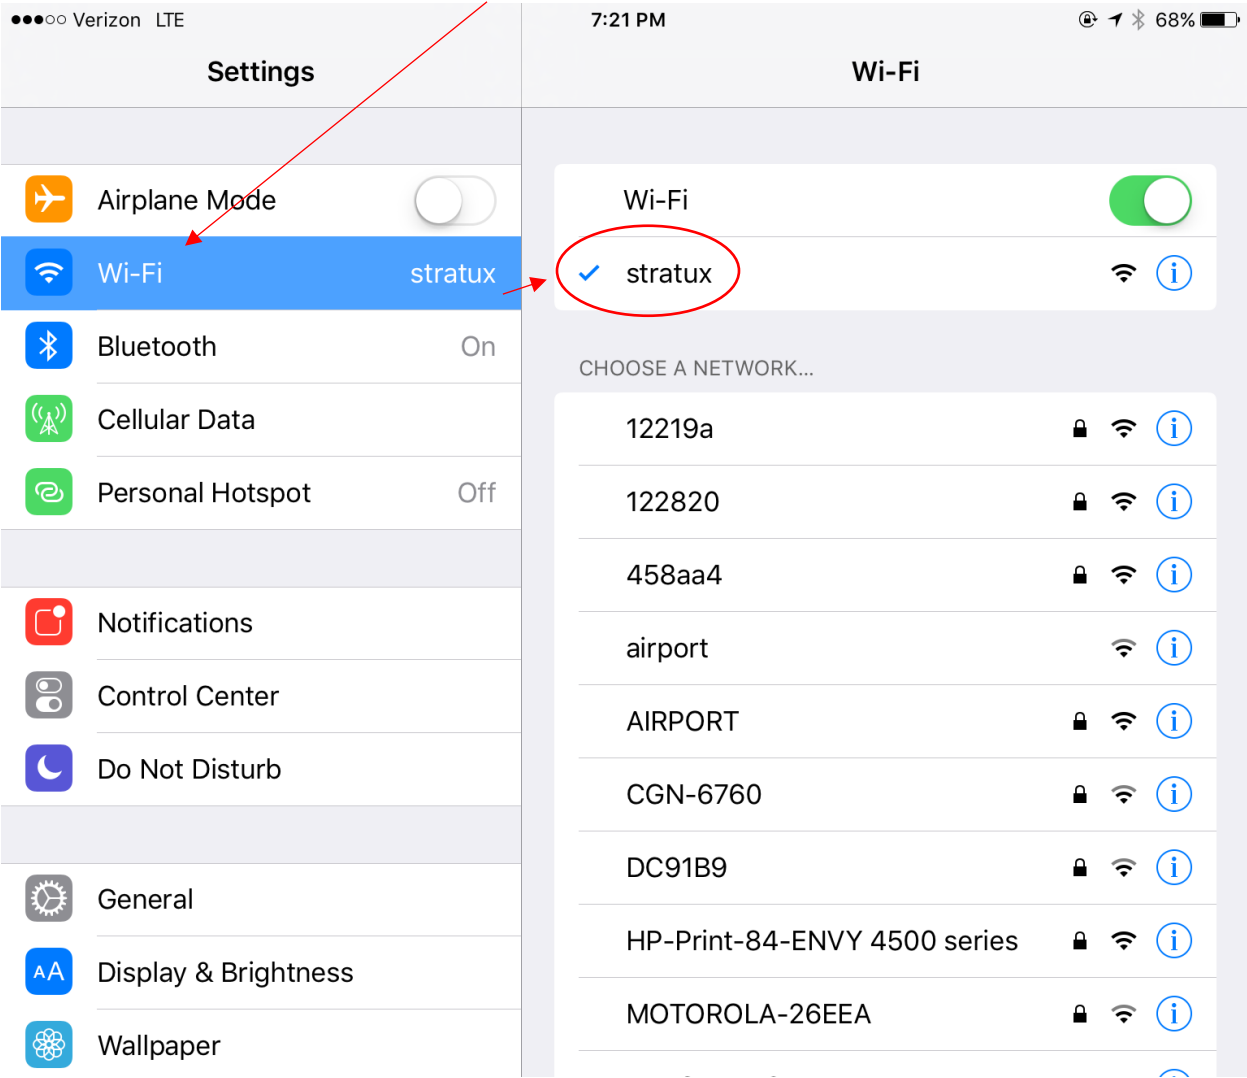 Verizon LTE
7:21 PM
68%
Settings
Wi-Fi
Airplane Mode
Wi-Fi stratux
Bluetooth On
Cellular Data
Personal Hotspot Off
Notifications
Control Center
Do Not Disturb
General
AA Display & Brightness
Wallpaper
Wi-Fi
stratux
CHOOSE A NETWORK...
12219a
122820
458aa4
airport
AIRPORT
CGN-6760
DC91B9
HP-Print-84-ENVY 4500 series
MOTOROLA-26EEA